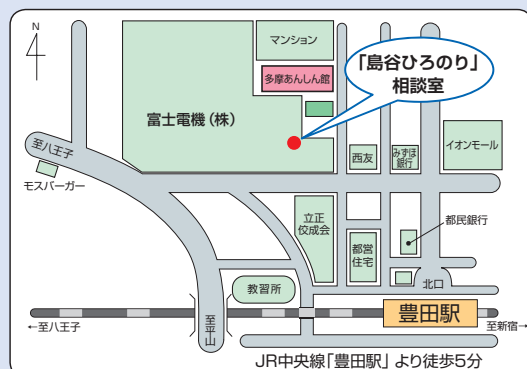 N
マンション
多摩あんしん館
「島谷ひろのり」
相談室
富士電機(株)
至八王子
モスバーガー
西友
みずほ
銀行
イオンモール
立正
佼成会
都営
住宅
都民銀行
教習所
北口
豊田駅
←至八王子
至平山
至新宿→
JR中央線「豊田駅」より徒歩5分